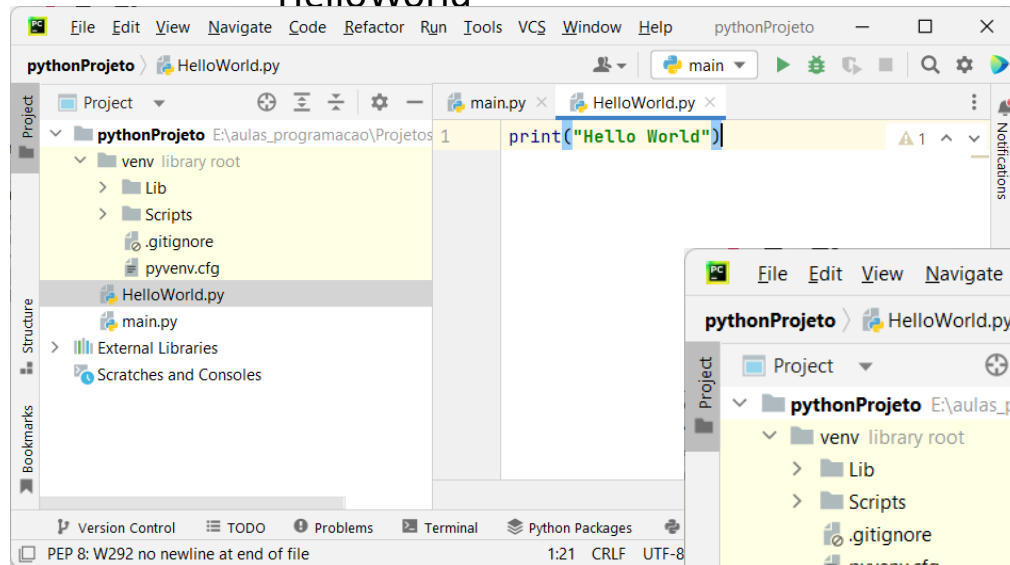 HelloWorld
File Edit View Navigate Code Refactor Run Tools VCS Window Help pythonProjeto
pythonProjeto HelloWorld.py main
Project
Project
main.py
HelloWorld.py
pythonProjeto E:\aulas_programacao\Projetos
venv library root
Lib
Scripts
.gitignore
pyvenv.cfg
HelloWorld.py
main.py
External Libraries
Scratches and Consoles
Structure
Bookmarks
1 print("Hello World")
1
Notifications
Version Control TODO Problems Terminal Python Packages
PEP 8: W292 no newline at end of file 1:21 CRLF UTF-8
File Edit View Navigate
pythonProjeto HelloWorld.py
Project
Project
pythonProjeto E:\aulas_p
venv library root
Lib
Scripts
.gitignore
pyvenv.cfg